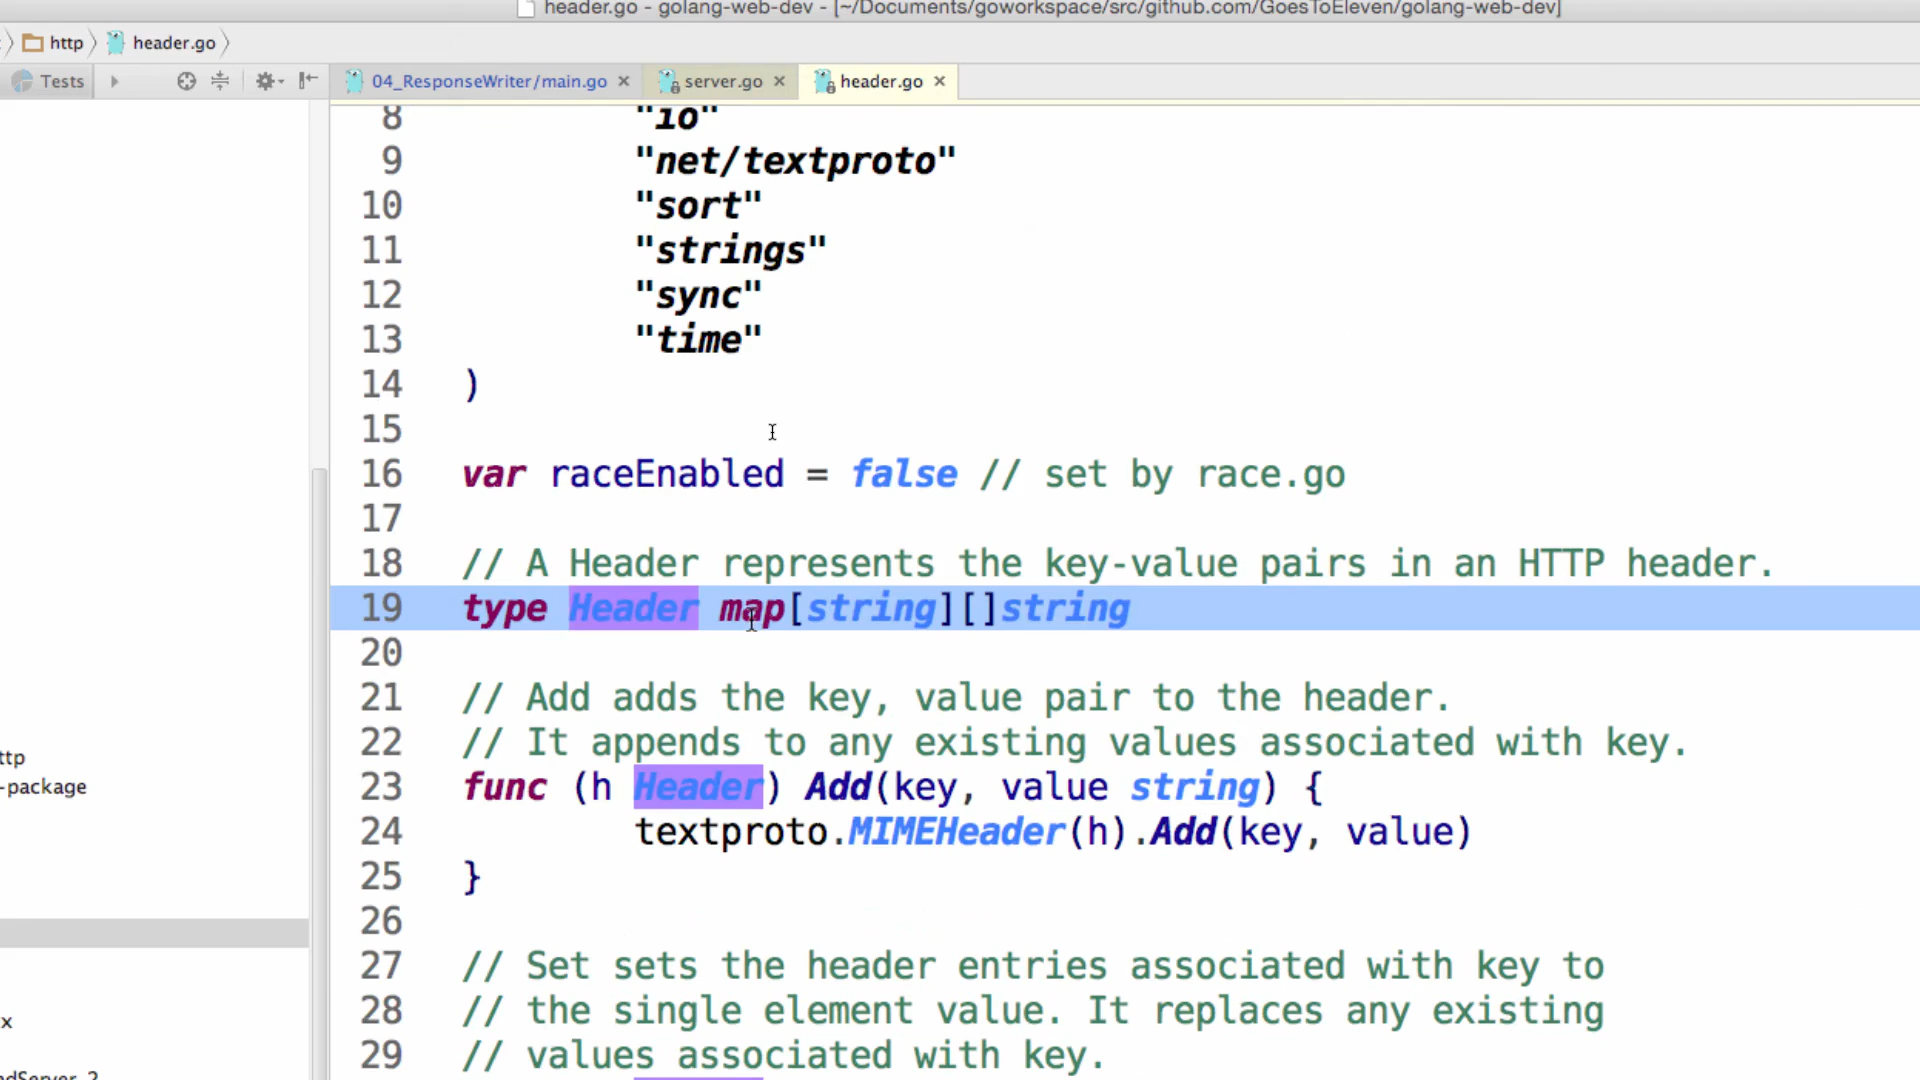 header.go - golang-web-dev - [~/Documents/goworkspace/src/github.com/GoesToEleven/golang-web-dev]
http header.go
Tests 04_ResponseWriter/main.go server.go header.go
8 "io"
9 "net/textproto"
10 "sort"
11 "strings"
12 "sync"
13 "time"
14 )
15
16 var raceEnabled = false // set by race.go
17
18 // A Header represents the key-value pairs in an HTTP header.
19 type Header map[string][]string
20
21 // Add adds the key, value pair to the header.
22 // It appends to any existing values associated with key.
23 func (h Header) Add(key, value string) {
24 textproto.MIMEHeader(h).Add(key, value)
25 }
26
27 // Set sets the header entries associated with key to
28 // the single element value. It replaces any existing
29 // values associated with key.
ttp
-package
x
ndServer_2